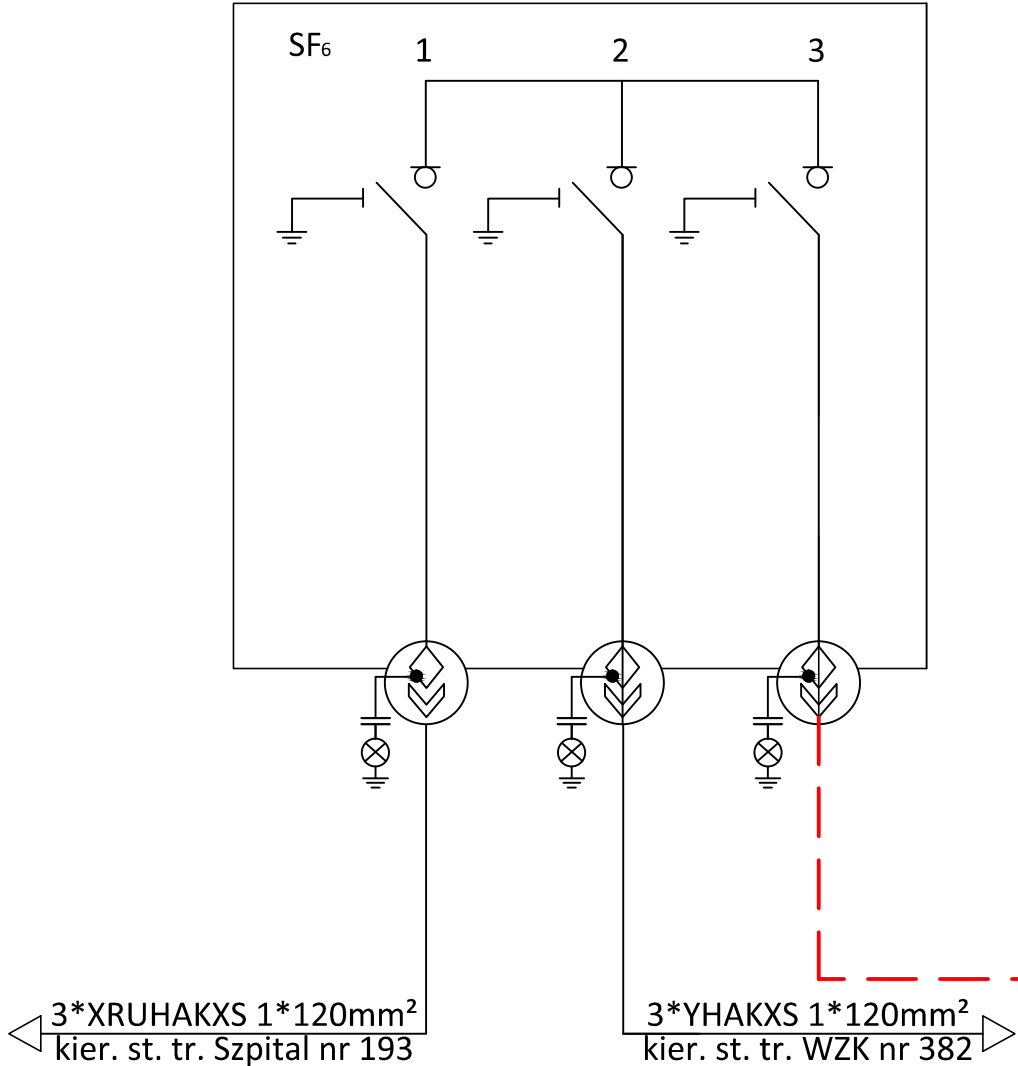 SF₆ 1 2 3
3*XRUHAKXS 1*120mm²
kier. st. tr. Szpital nr 193
3*YHAKXS 1*120mm²
kier. st. tr. WZK nr 382